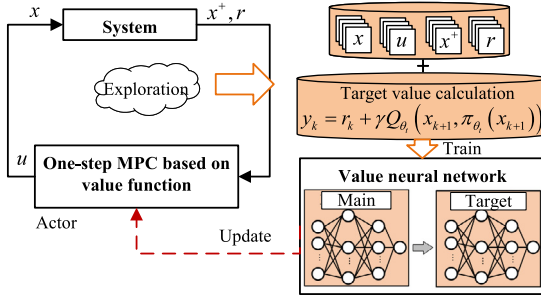 x
System
x⁺, r
Exploration
u
One-step MPC based on
value function
Actor
Update
x
u
x⁺
r
+
Target value calculation
y_k = r_k + γQ_{θ_t}(x_{k+1}, π_{θ_t}(x_{k+1}))
Train
Value neural network
Main
Target